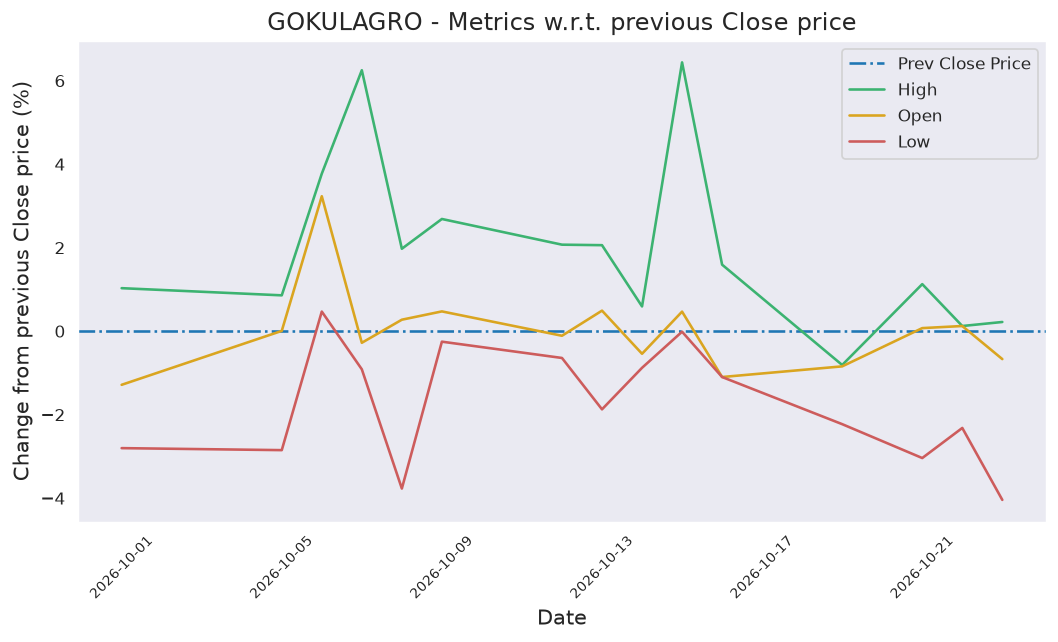 GOKULAGRO - Metrics w.r.t. previous Close price
Prev Close Price
High
Open
Low
Change from previous Close price (%)
6
4
2
0
−2
−4
2026-10-01
2026-10-05
2026-10-09
2026-10-13
2026-10-17
2026-10-21
Date